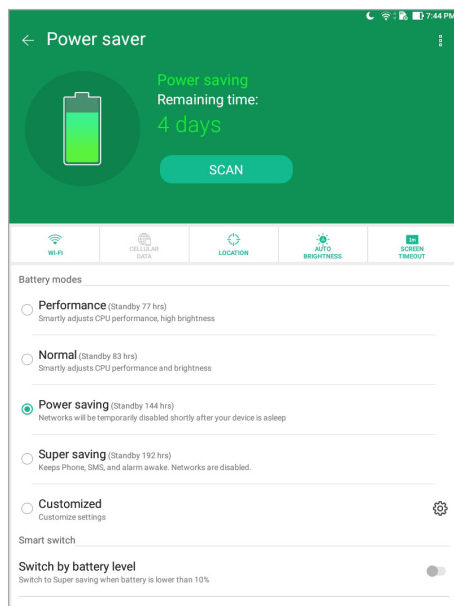 7:44 PM
Power saver
Power saving
Remaining time:
4 days
SCAN
WI-FI
CELLULAR
DATA
LOCATION
AUTO
BRIGHTNESS
1m
SCREEN
TIMEOUT
Battery modes
Performance (Standby 77 hrs)
Smartly adjusts CPU performance, high brightness
Normal (Standby 83 hrs)
Smartly adjusts CPU performance and brightness
Power saving (Standby 144 hrs)
Networks will be temporarily disabled shortly after your device is asleep
Super saving (Standby 192 hrs)
Keeps Phone, SMS, and alarm awake. Networks are disabled.
Customized
Customize settings
Smart switch
Switch by battery level
Switch to Super saving when battery is lower than 10%